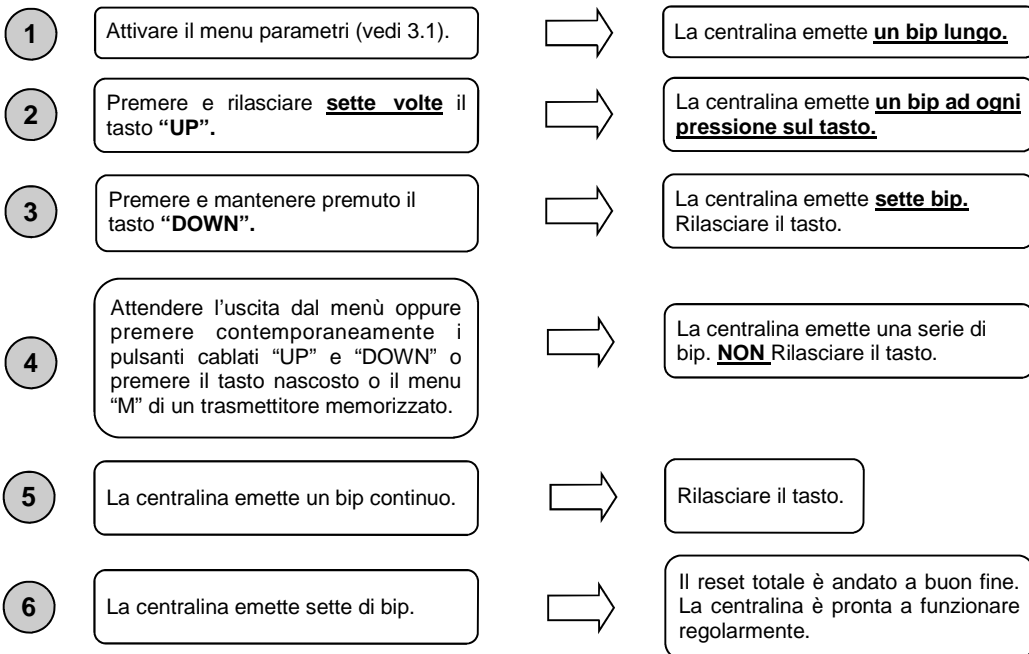 1
Attivare il menu parametri (vedi 3.1).
La centralina emette un bip lungo.
2
Premere e rilasciare sette volte il
tasto “UP”.
La centralina emette un bip ad ogni
pressione sul tasto.
3
Premere e mantenere premuto il
tasto “DOWN”.
La centralina emette sette bip.
Rilasciare il tasto.
4
Attendere l’uscita dal menù oppure
premere contemporaneamente i
pulsanti cablati “UP” e “DOWN” o
premere il tasto nascosto o il menu
“M” di un trasmettitore memorizzato.
La centralina emette una serie di
bip. NON Rilasciare il tasto.
5
La centralina emette un bip continuo.
Rilasciare il tasto.
6
La centralina emette sette di bip.
Il reset totale è andato a buon fine.
La centralina è pronta a funzionare
regolarmente.